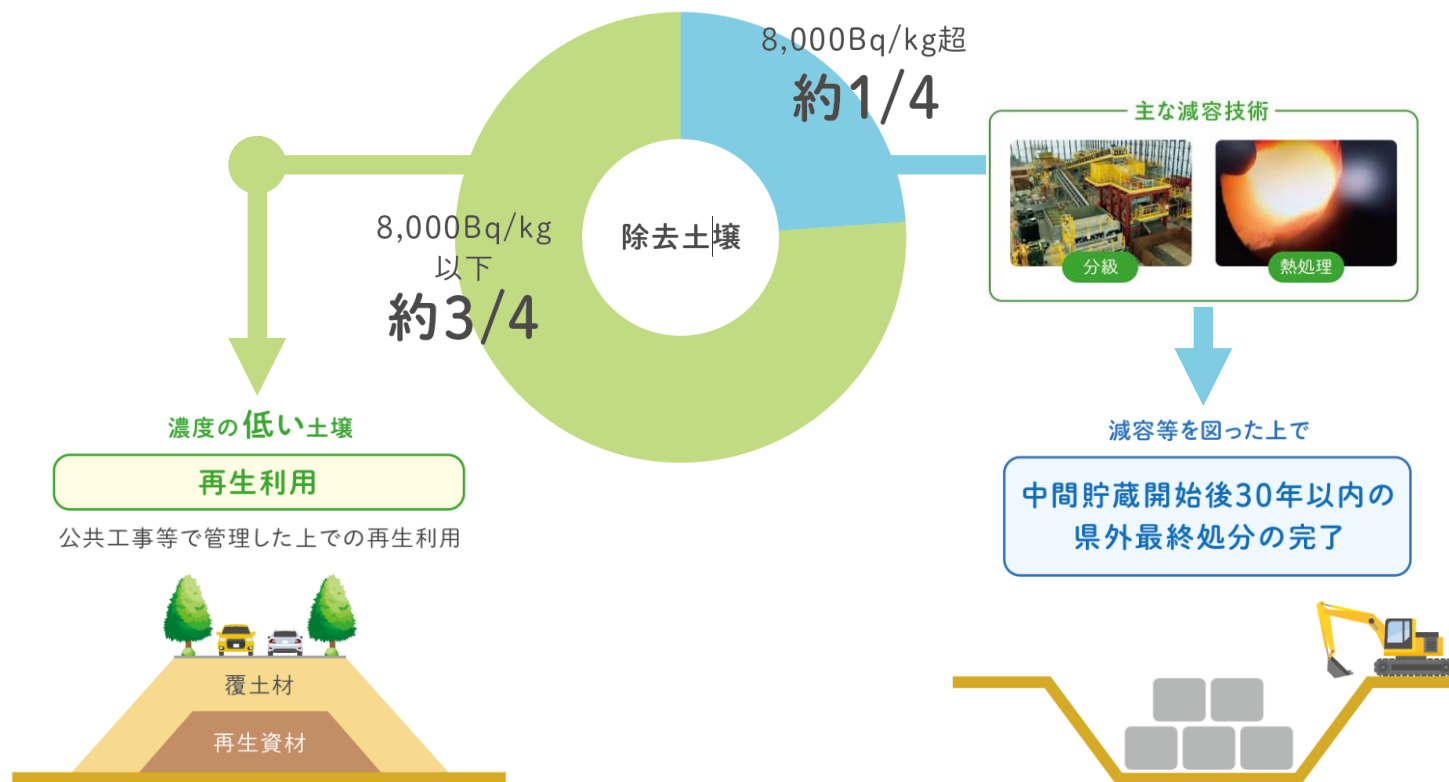 8,000Bq/kg超
約1/4
主な減容技術
分級
熱処理
8,000Bq/kg
以下
約3/4
除去土壌
濃度の低い土壌
再生利用
公共工事等で管理した上での再生利用
覆土材
再生資材
減容等を図った上で
中間貯蔵開始後30年以内の
県外最終処分の完了